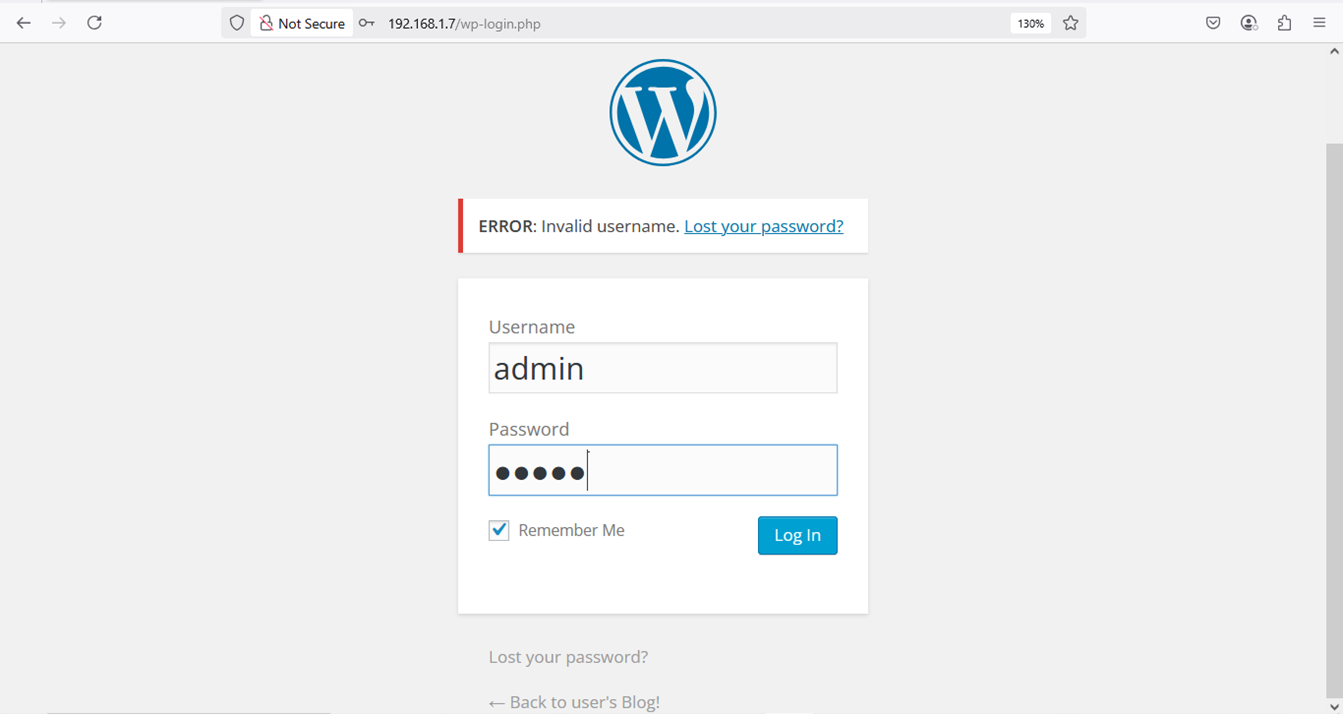 Not Secure 192.168.1.7/wp-login.php 130%
ERROR: Invalid username. Lost your password?
Username
admin
Password
Remember Me Log In
Lost your password?
← Back to user's Blog!